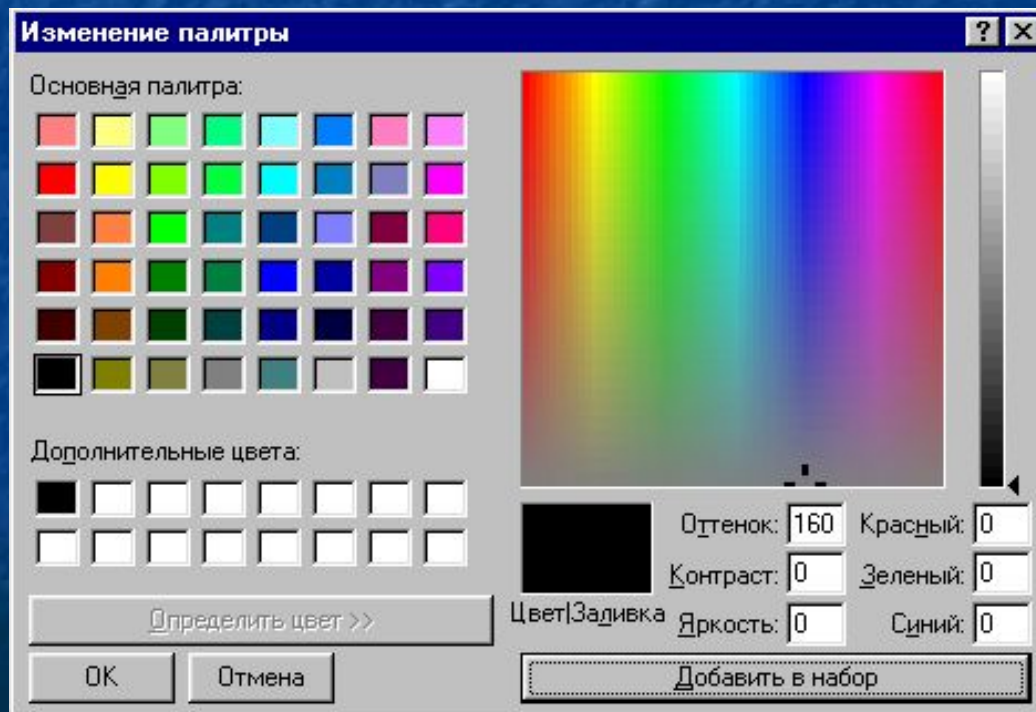 Изменение палитры
Основная палитра:
Дополнительные цвета:
Определить цвет >>
OK Отмена
Цвет|Заливка
Оттенок: 160 Красный: 0
Контраст: 0 Зеленый: 0
Яркость: 0 Синий: 0
Добавить в набор